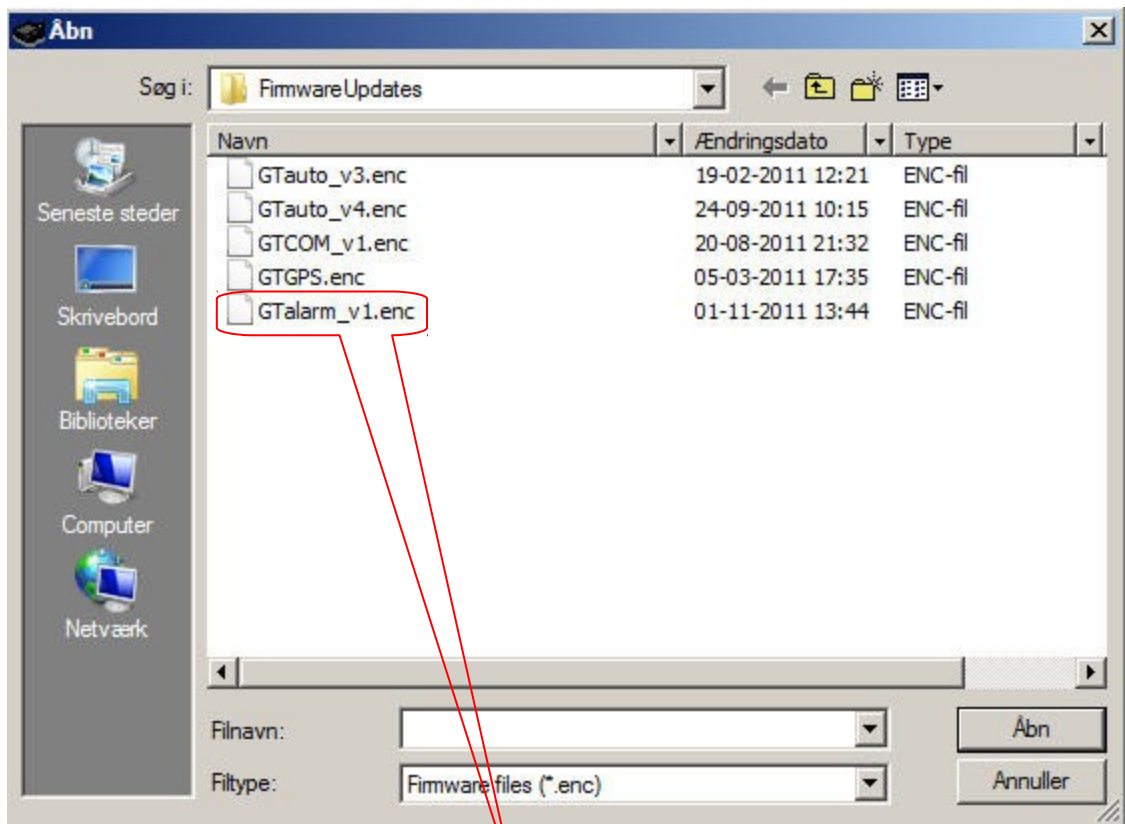 Åbn
Søg i: FirmwareUpdates
Navn Ændringsdato Type
GTauto_v3.enc 19-02-2011 12:21 ENC-fil
GTauto_v4.enc 24-09-2011 10:15 ENC-fil
GTCOM_v1.enc 20-08-2011 21:32 ENC-fil
GTGPS.enc 05-03-2011 17:35 ENC-fil
GTalarm_v1.enc 01-11-2011 13:44 ENC-fil
Seneste steder
Skrivebord
Biblioteker
Computer
Netværk
Filnavn: Åbn
Filtype: Firmware files (*.enc) Annuller